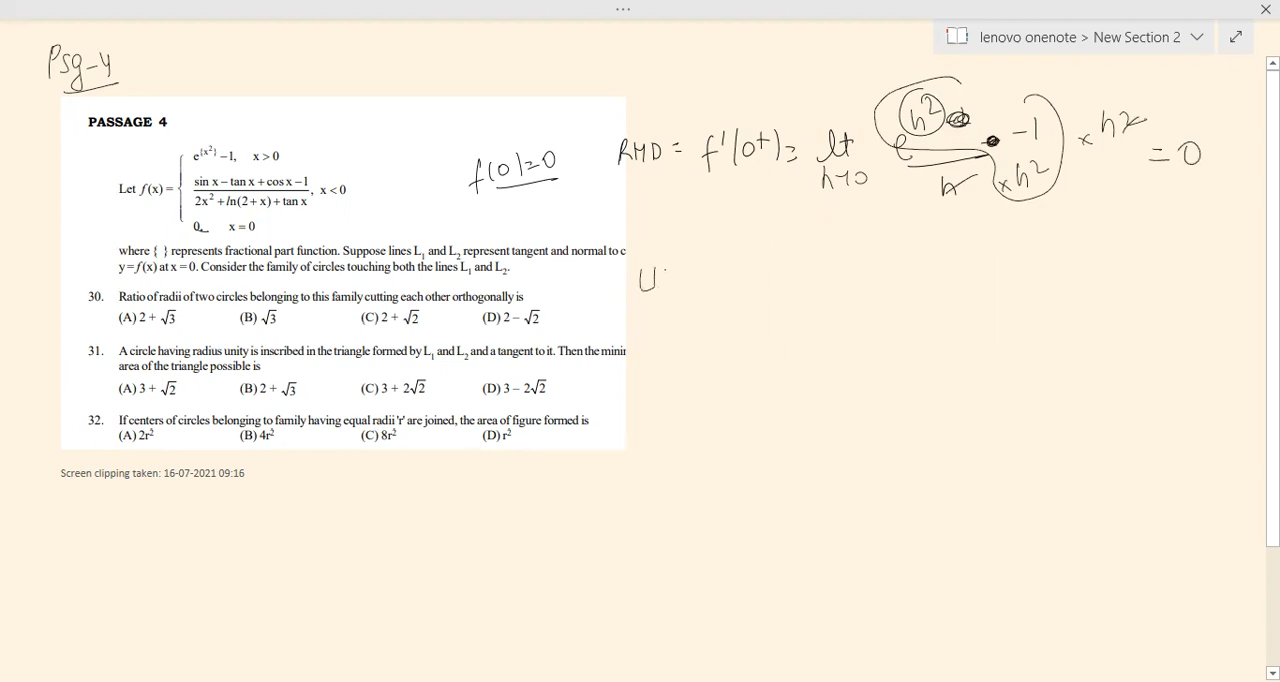 lenovo onenote > New Section 2
Psg-4
PASSAGE 4
Let f(x) = { e^{x²} – 1, x > 0
(sin x – tan x + cos x – 1)/(2x² + ln(2 + x) + tan x), x < 0
0, x = 0
where { } represents fractional part function. Suppose lines L₁ and L₂ represent tangent and normal to c
y = f(x) at x = 0. Consider the family of circles touching both the lines L₁ and L₂.
30. Ratio of radii of two circles belonging to this family cutting each other orthogonally is
(A) 2 + √3 (B) √3 (C) 2 + √2 (D) 2 – √2
31. A circle having radius unity is inscribed in the triangle formed by L₁ and L₂ and a tangent to it. Then the minin
area of the triangle possible is
(A) 3 + √2 (B) 2 + √3 (C) 3 + 2√2 (D) 3 – 2√2
32. If centers of circles belonging to family having equal radii 'r' are joined, the area of figure formed is
(A) 2r² (B) 4r² (C) 8r² (D) r²
Screen clipping taken: 16-07-2021 09:16
f(0) = 0
RHD = f'(0+) = lt h→0 (e^h² – 1)/(h × h²) × h² = 0